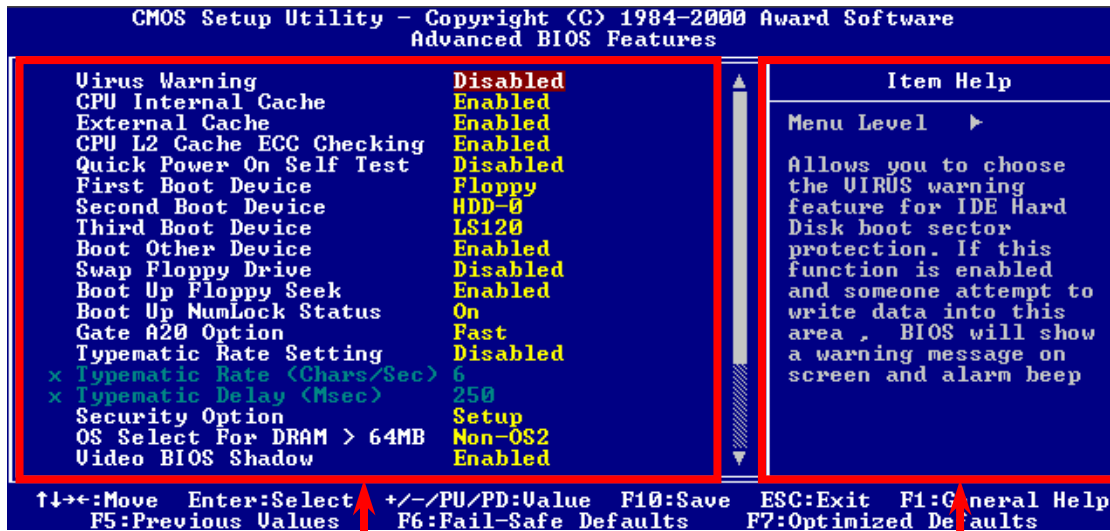 CMOS Setup Utility – Copyright (C) 1984–2000 Award Software
Advanced BIOS Features
Virus Warning Disabled
CPU Internal Cache Enabled
External Cache Enabled
CPU L2 Cache ECC Checking Enabled
Quick Power On Self Test Disabled
First Boot Device Floppy
Second Boot Device HDD-0
Third Boot Device LS120
Boot Other Device Enabled
Swap Floppy Drive Disabled
Boot Up Floppy Seek Enabled
Boot Up NumLock Status On
Gate A20 Option Fast
Typematic Rate Setting Disabled
x Typematic Rate (Chars/Sec) 6
x Typematic Delay (Msec) 250
Security Option Setup
OS Select For DRAM > 64MB Non-OS2
Video BIOS Shadow Enabled
Item Help
Menu Level ►
Allows you to choose
the VIRUS warning
feature for IDE Hard
Disk boot sector
protection. If this
function is enabled
and someone attempt to
write data into this
area , BIOS will show
a warning message on
screen and alarm beep
↑↓→←:Move Enter:Select +/-/PU/PD:Value F10:Save ESC:Exit F1:General Help
F5:Previous Values F6:Fail-Safe Defaults F7:Optimized Defaults